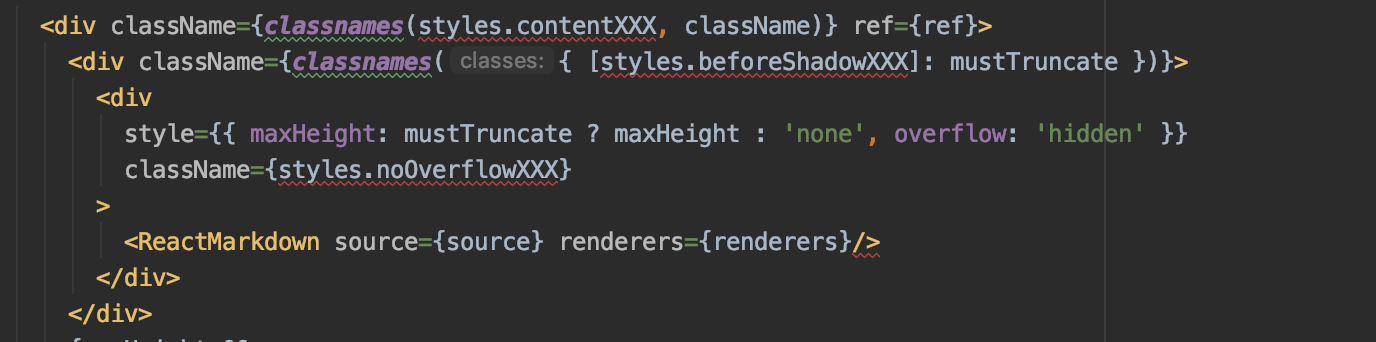 <div className={classnames(styles.contentXXX, className)} ref={ref}>
<div className={classnames( classes: { [styles.beforeShadowXXX]: mustTruncate })}>
<div
style={{ maxHeight: mustTruncate ? maxHeight : 'none', overflow: 'hidden' }}
className={styles.noOverflowXXX}
>
<ReactMarkdown source={source} renderers={renderers}/>
</div>
</div>